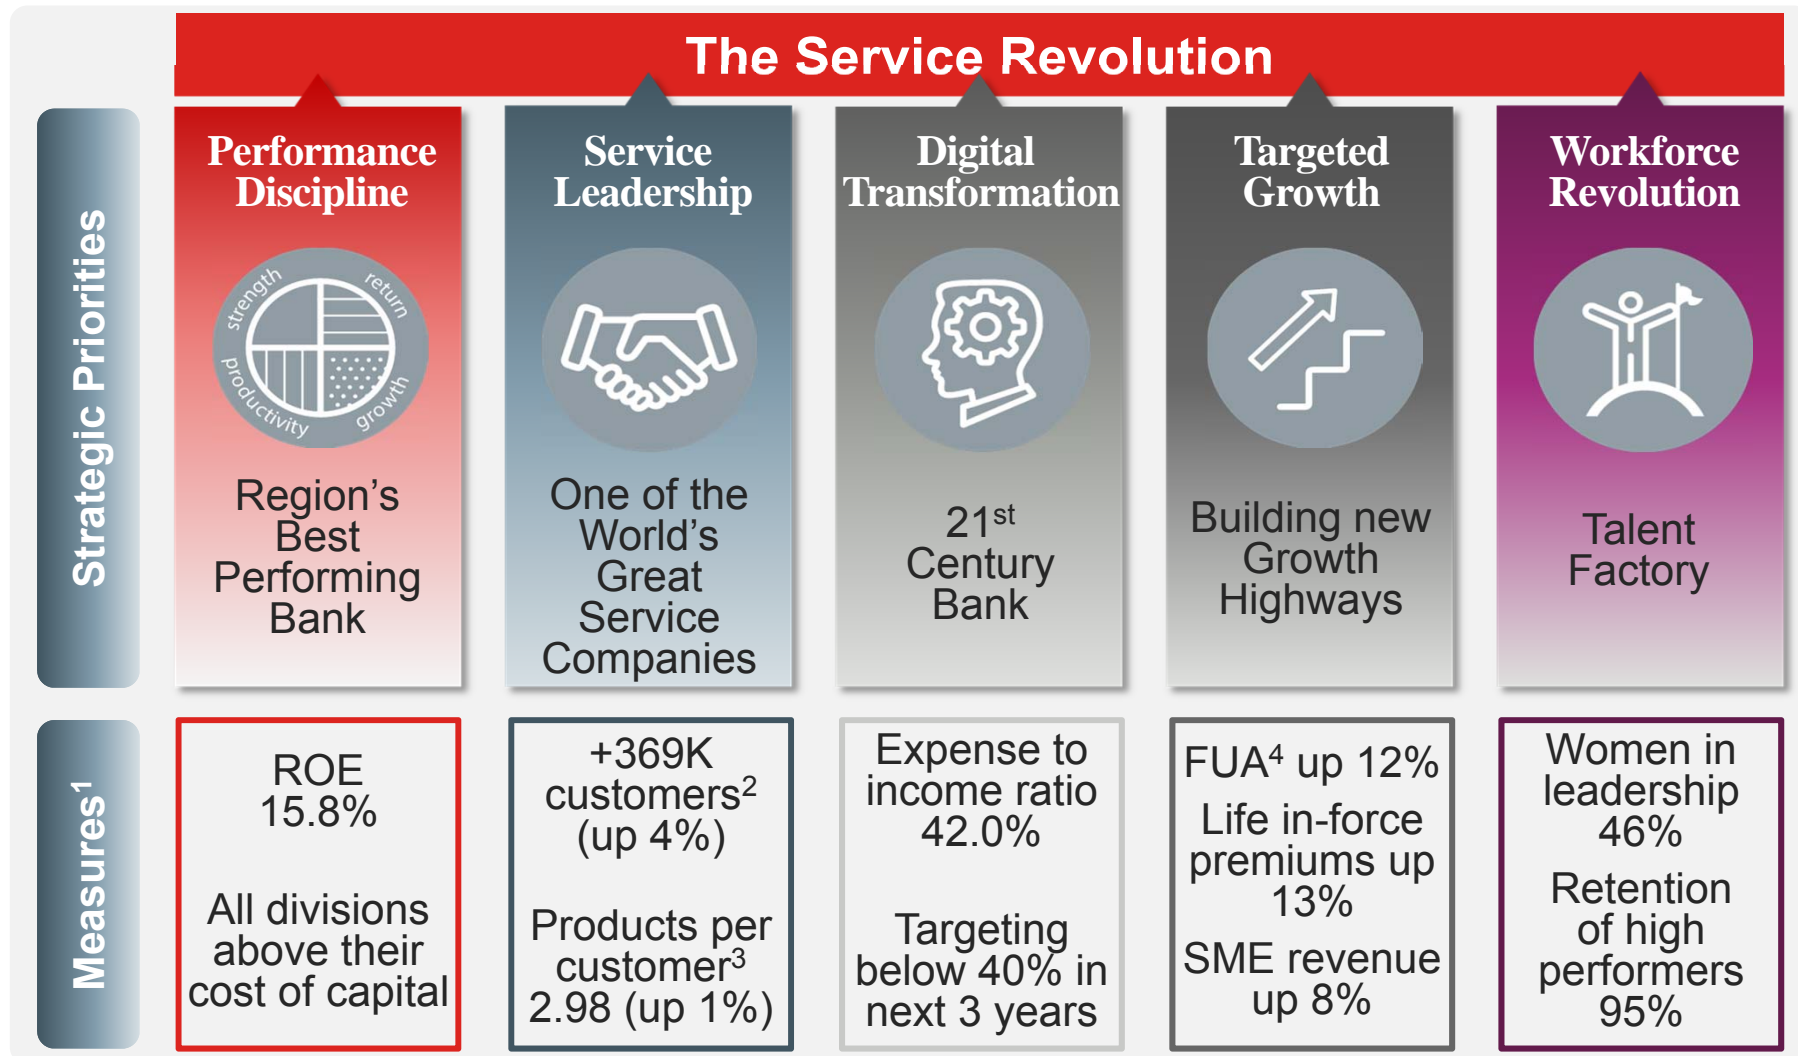 The Service Revolution
Strategic Priorities
Performance
Discipline
strength
return
productivity
growth
Region’s
Best
Performing
Bank
Service
Leadership
One of the
World’s
Great
Service
Companies
Digital
Transformation
21st
Century
Bank
Targeted
Growth
Building new
Growth
Highways
Workforce
Revolution
Talent
Factory
Measures1
ROE
15.8%
All divisions
above their
cost of capital
+369K
customers2
(up 4%)
Products per
customer3
2.98 (up 1%)
Expense to
income ratio
42.0%
Targeting
below 40% in
next 3 years
FUA4 up 12%
Life in-force
premiums up
13%
SME revenue
up 8%
Women in
leadership
46%
Retention
of high
performers
95%